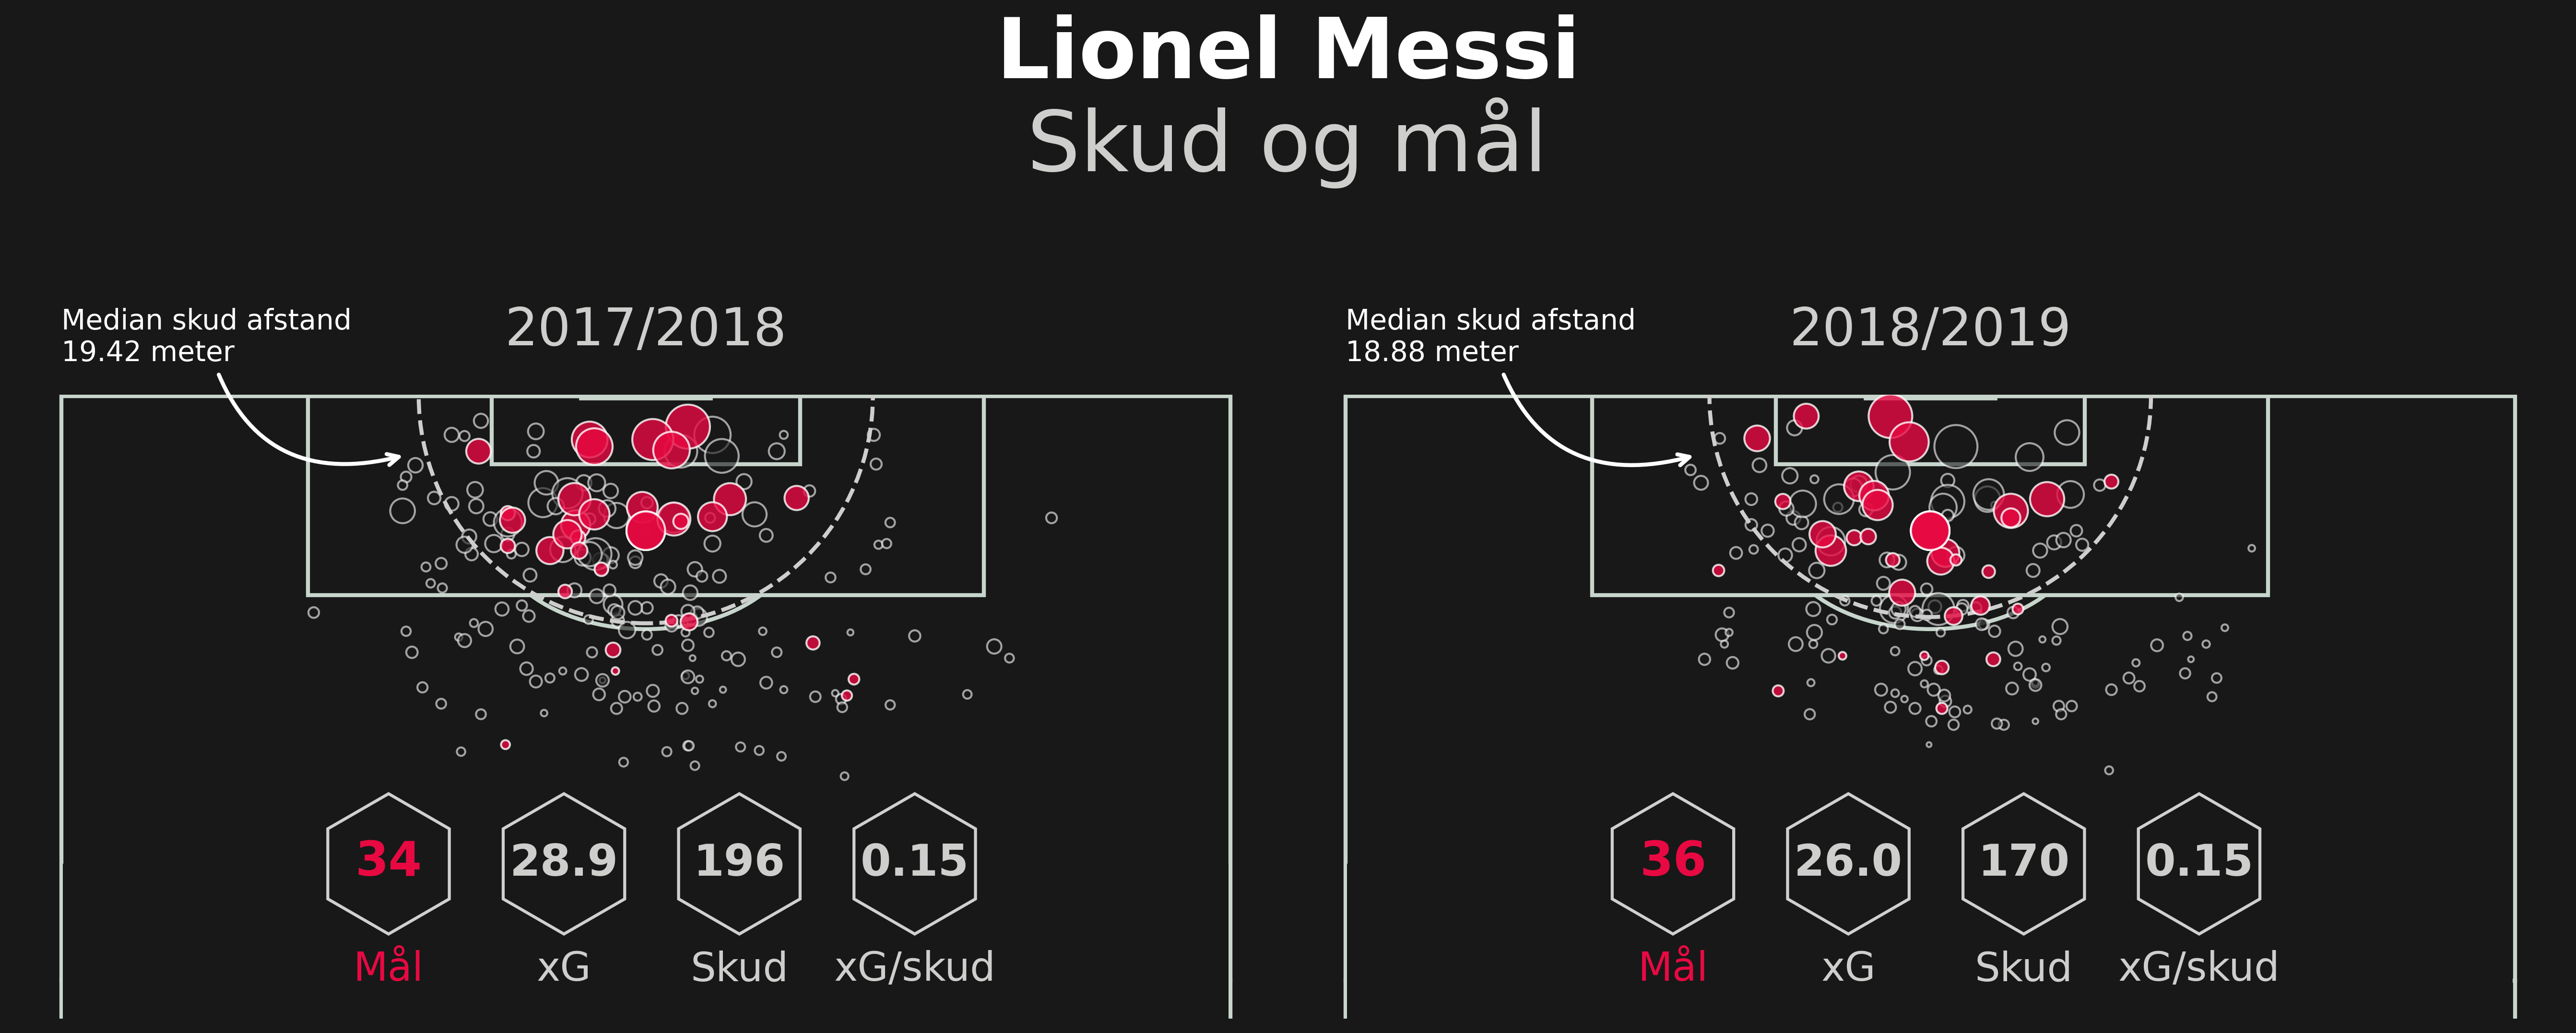 Lionel Messi
Skud og mål
Median skud afstand
19.42 meter
2017/2018
34
28.9
196
0.15
Mål
xG
Skud
xG/skud
Median skud afstand
18.88 meter
2018/2019
36
26.0
170
0.15
Mål
xG
Skud
xG/skud